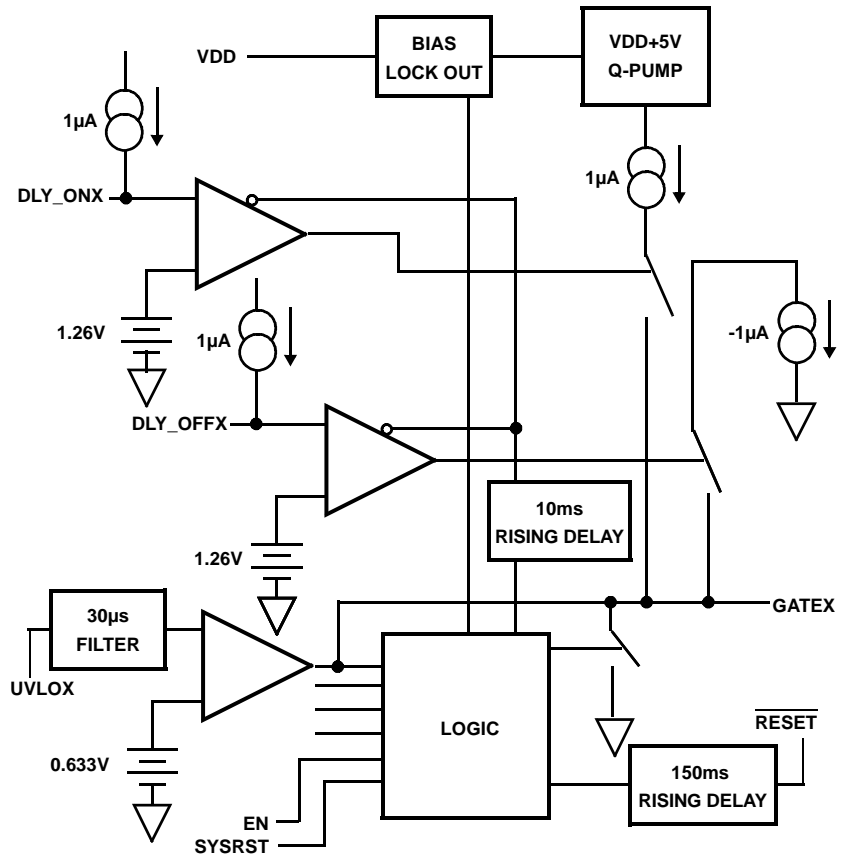 VDD
BIAS
LOCK OUT
VDD+5V
Q-PUMP
1µA
1µA
DLY_ONX
1.26V
1µA
-1µA
DLY_OFFX
10ms
RISING DELAY
1.26V
30µs
FILTER
GATEX
UVLOX
LOGIC
RESET
0.633V
150ms
RISING DELAY
EN
SYSRST